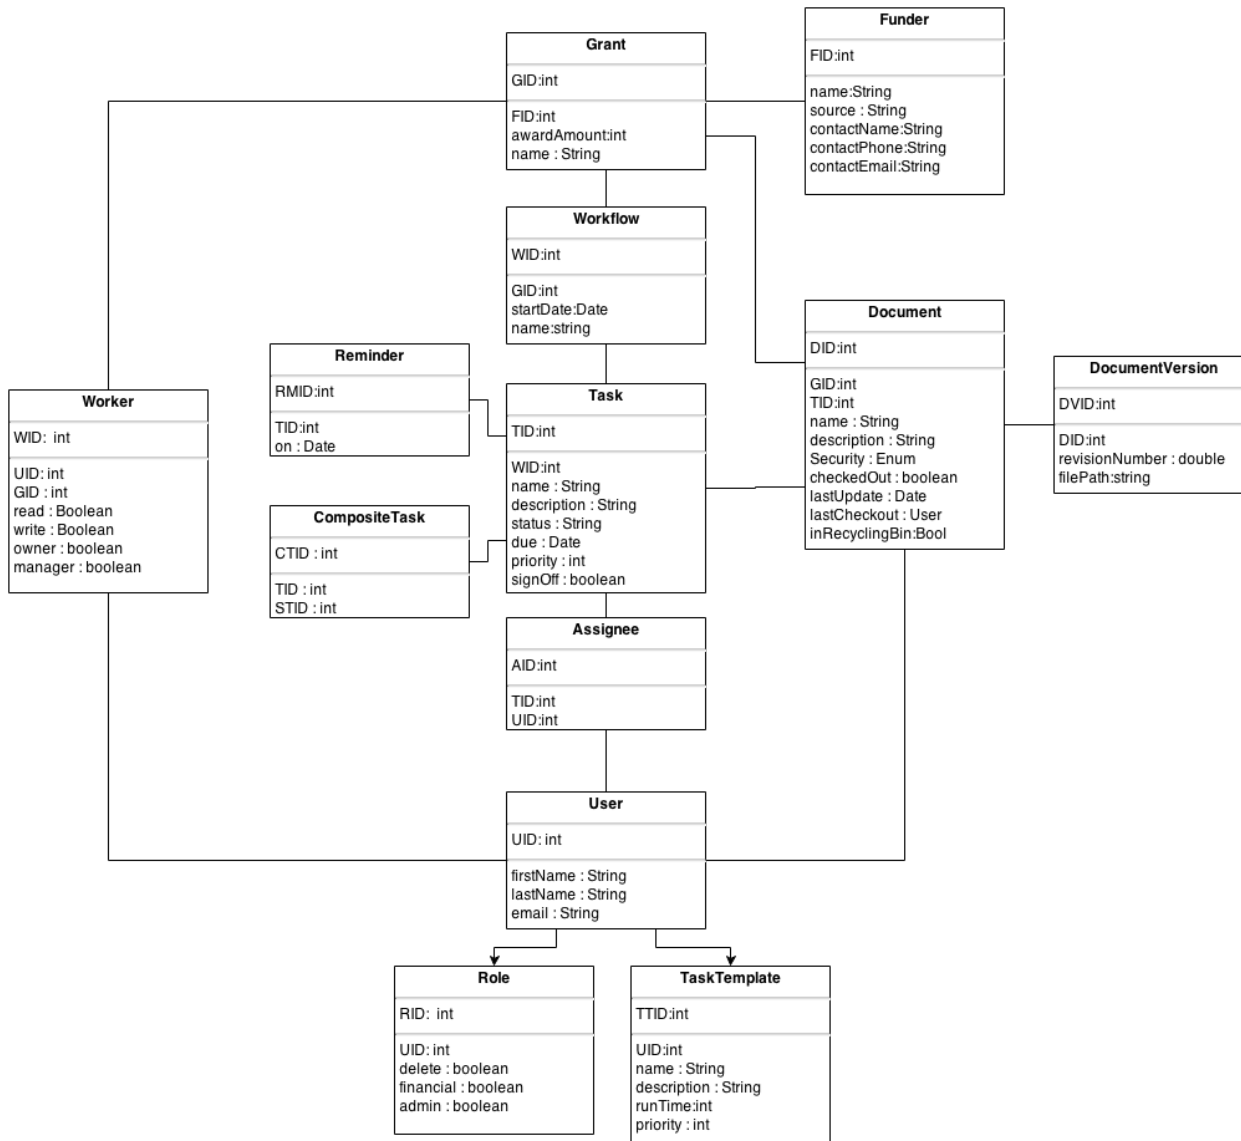 Grant
GID:int
FID:int
awardAmount:int
name : String
Funder
FID:int
name:String
source : String
contactName:String
contactPhone:String
contactEmail:String
Workflow
WID:int
GID:int
startDate:Date
name:string
Document
DID:int
GID:int
TID:int
name : String
description : String
Security : Enum
checkedOut : boolean
lastUpdate : Date
lastCheckout : User
inRecyclingBin:Bool
DocumentVersion
DVID:int
DID:int
revisionNumber : double
filePath:string
Reminder
RMID:int
TID:int
on : Date
Task
TID:int
WID:int
name : String
description : String
status : String
due : Date
priority : int
signOff : boolean
Worker
WID: int
UID: int
GID : int
read : Boolean
write : Boolean
owner : boolean
manager : boolean
CompositeTask
CTID : int
TID : int
STID : int
Assignee
AID:int
TID:int
UID:int
User
UID: int
firstName : String
lastName : String
email : String
Role
RID: int
UID: int
delete : boolean
financial : boolean
admin : boolean
TaskTemplate
TTID:int
UID:int
name : String
description : String
runTime:int
priority : int